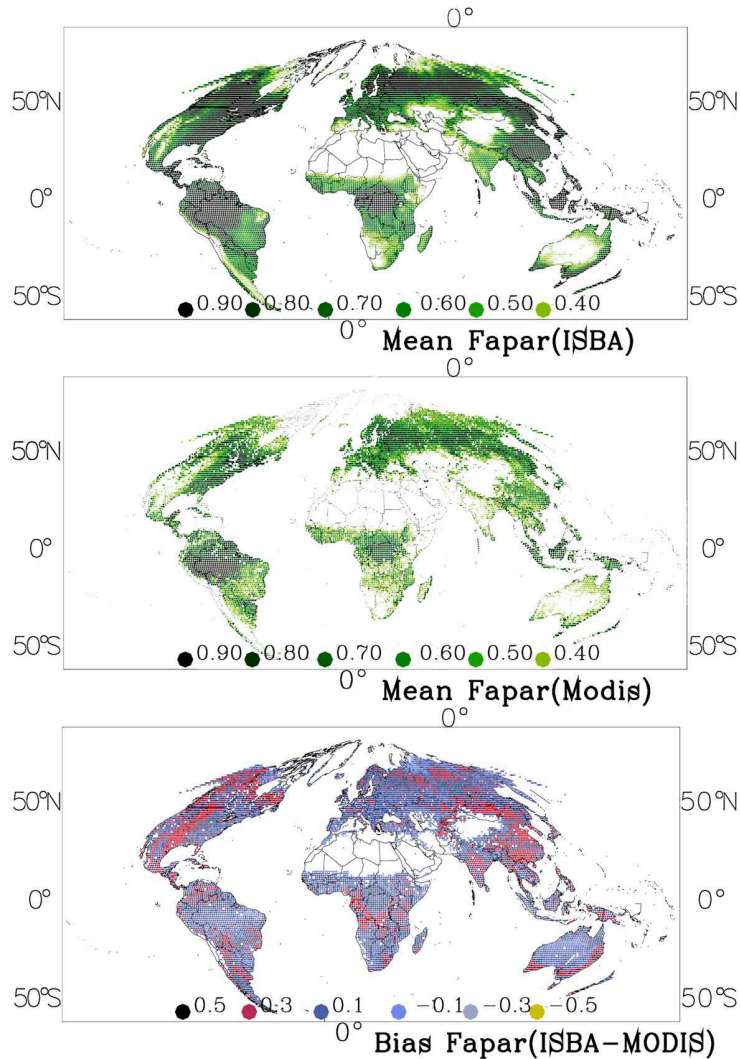 0°
50°N 50°N
0° 0°
50°S 50°S
0.90 0.80 0.70 0.60 0.50 0.40
0°
Mean Fapar(ISBA)
0°
50°N 50°N
0° 0°
50°S 50°S
0.90 0.80 0.70 0.60 0.50 0.40
0°
Mean Fapar(Modis)
0°
50°N 50°N
0° 0°
50°S 50°S
0.5 0.3 0.1 -0.1 -0.3 -0.5
0°
Bias Fapar(ISBA-MODIS)